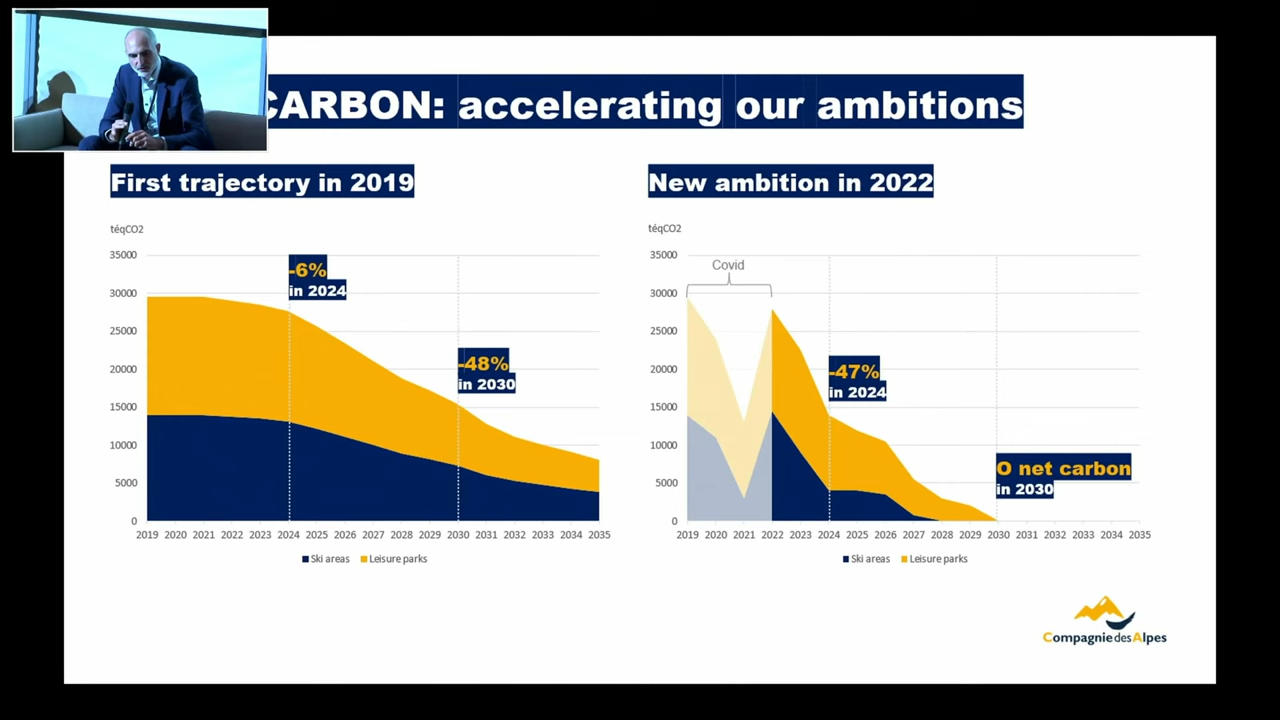 CARBON: accelerating our ambitions
First trajectory in 2019
New ambition in 2022
téqCO2
35000
30000
25000
20000
15000
10000
5000
0
-6%
in 2024
-48%
in 2030
2019 2020 2021 2022 2023 2024 2025 2026 2027 2028 2029 2030 2031 2032 2033 2034 2035
Ski areas Leisure parks
téqCO2
35000
30000
25000
20000
15000
10000
5000
0
Covid
-47%
in 2024
O net carbon
in 2030
2019 2020 2021 2022 2023 2024 2025 2026 2027 2028 2029 2030 2031 2032 2033 2034 2035
Ski areas Leisure parks
Compagnie des Alpes